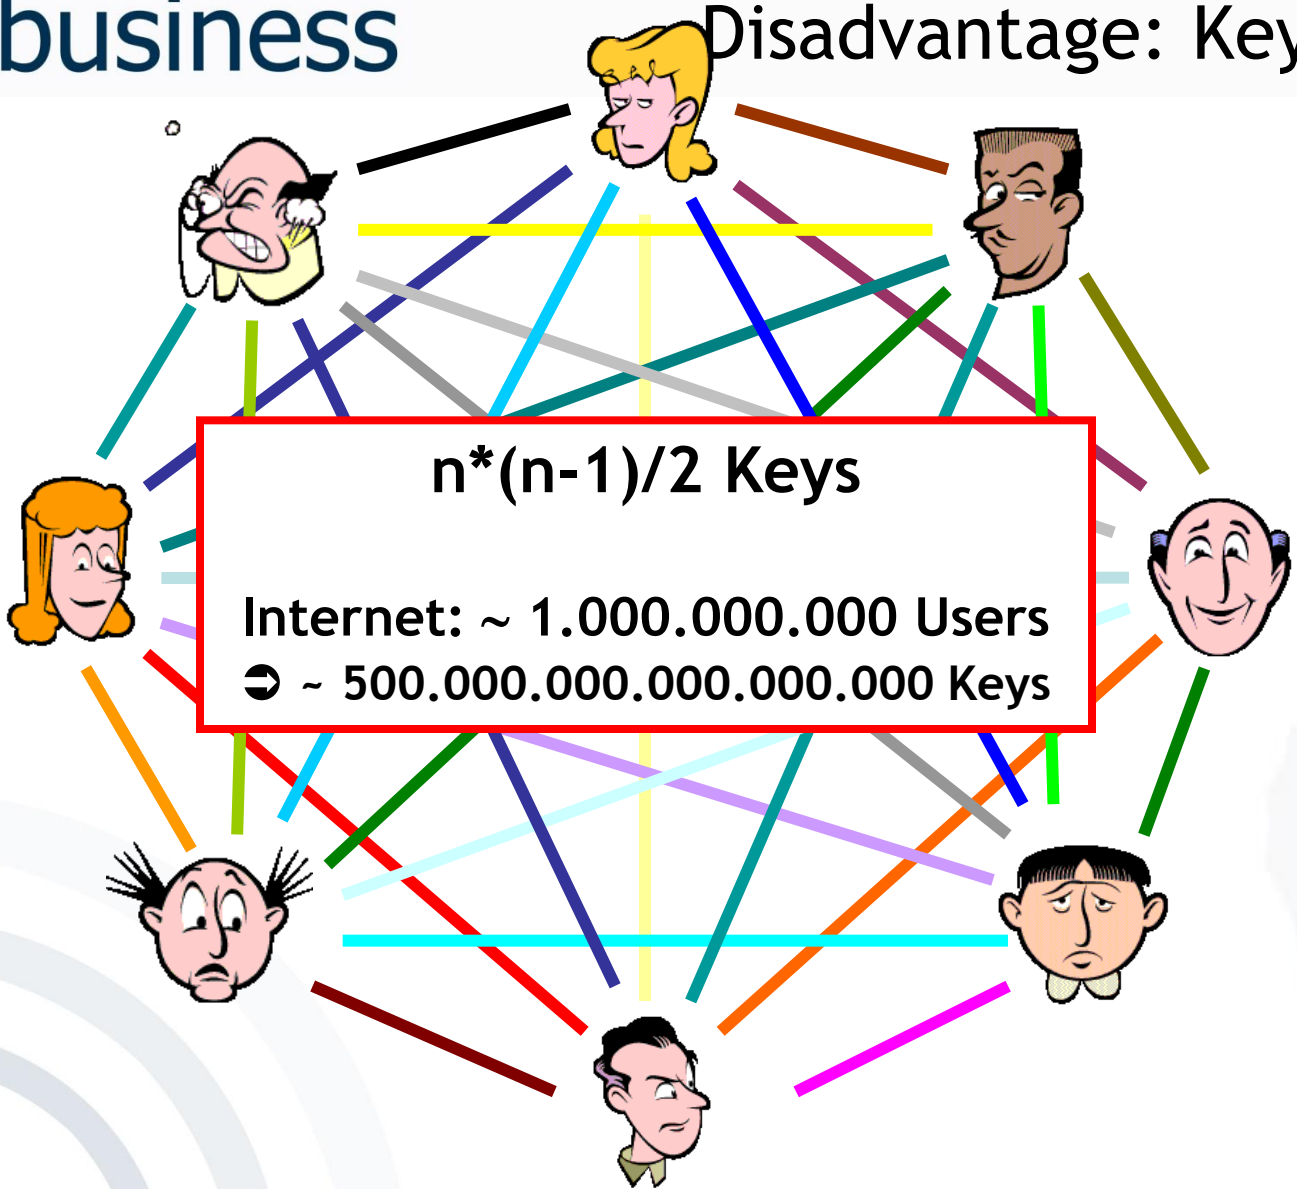 business
Disadvantage: Key
n*(n-1)/2 Keys
Internet: ~ 1.000.000.000 Users
➲ ~ 500.000.000.000.000.000 Keys